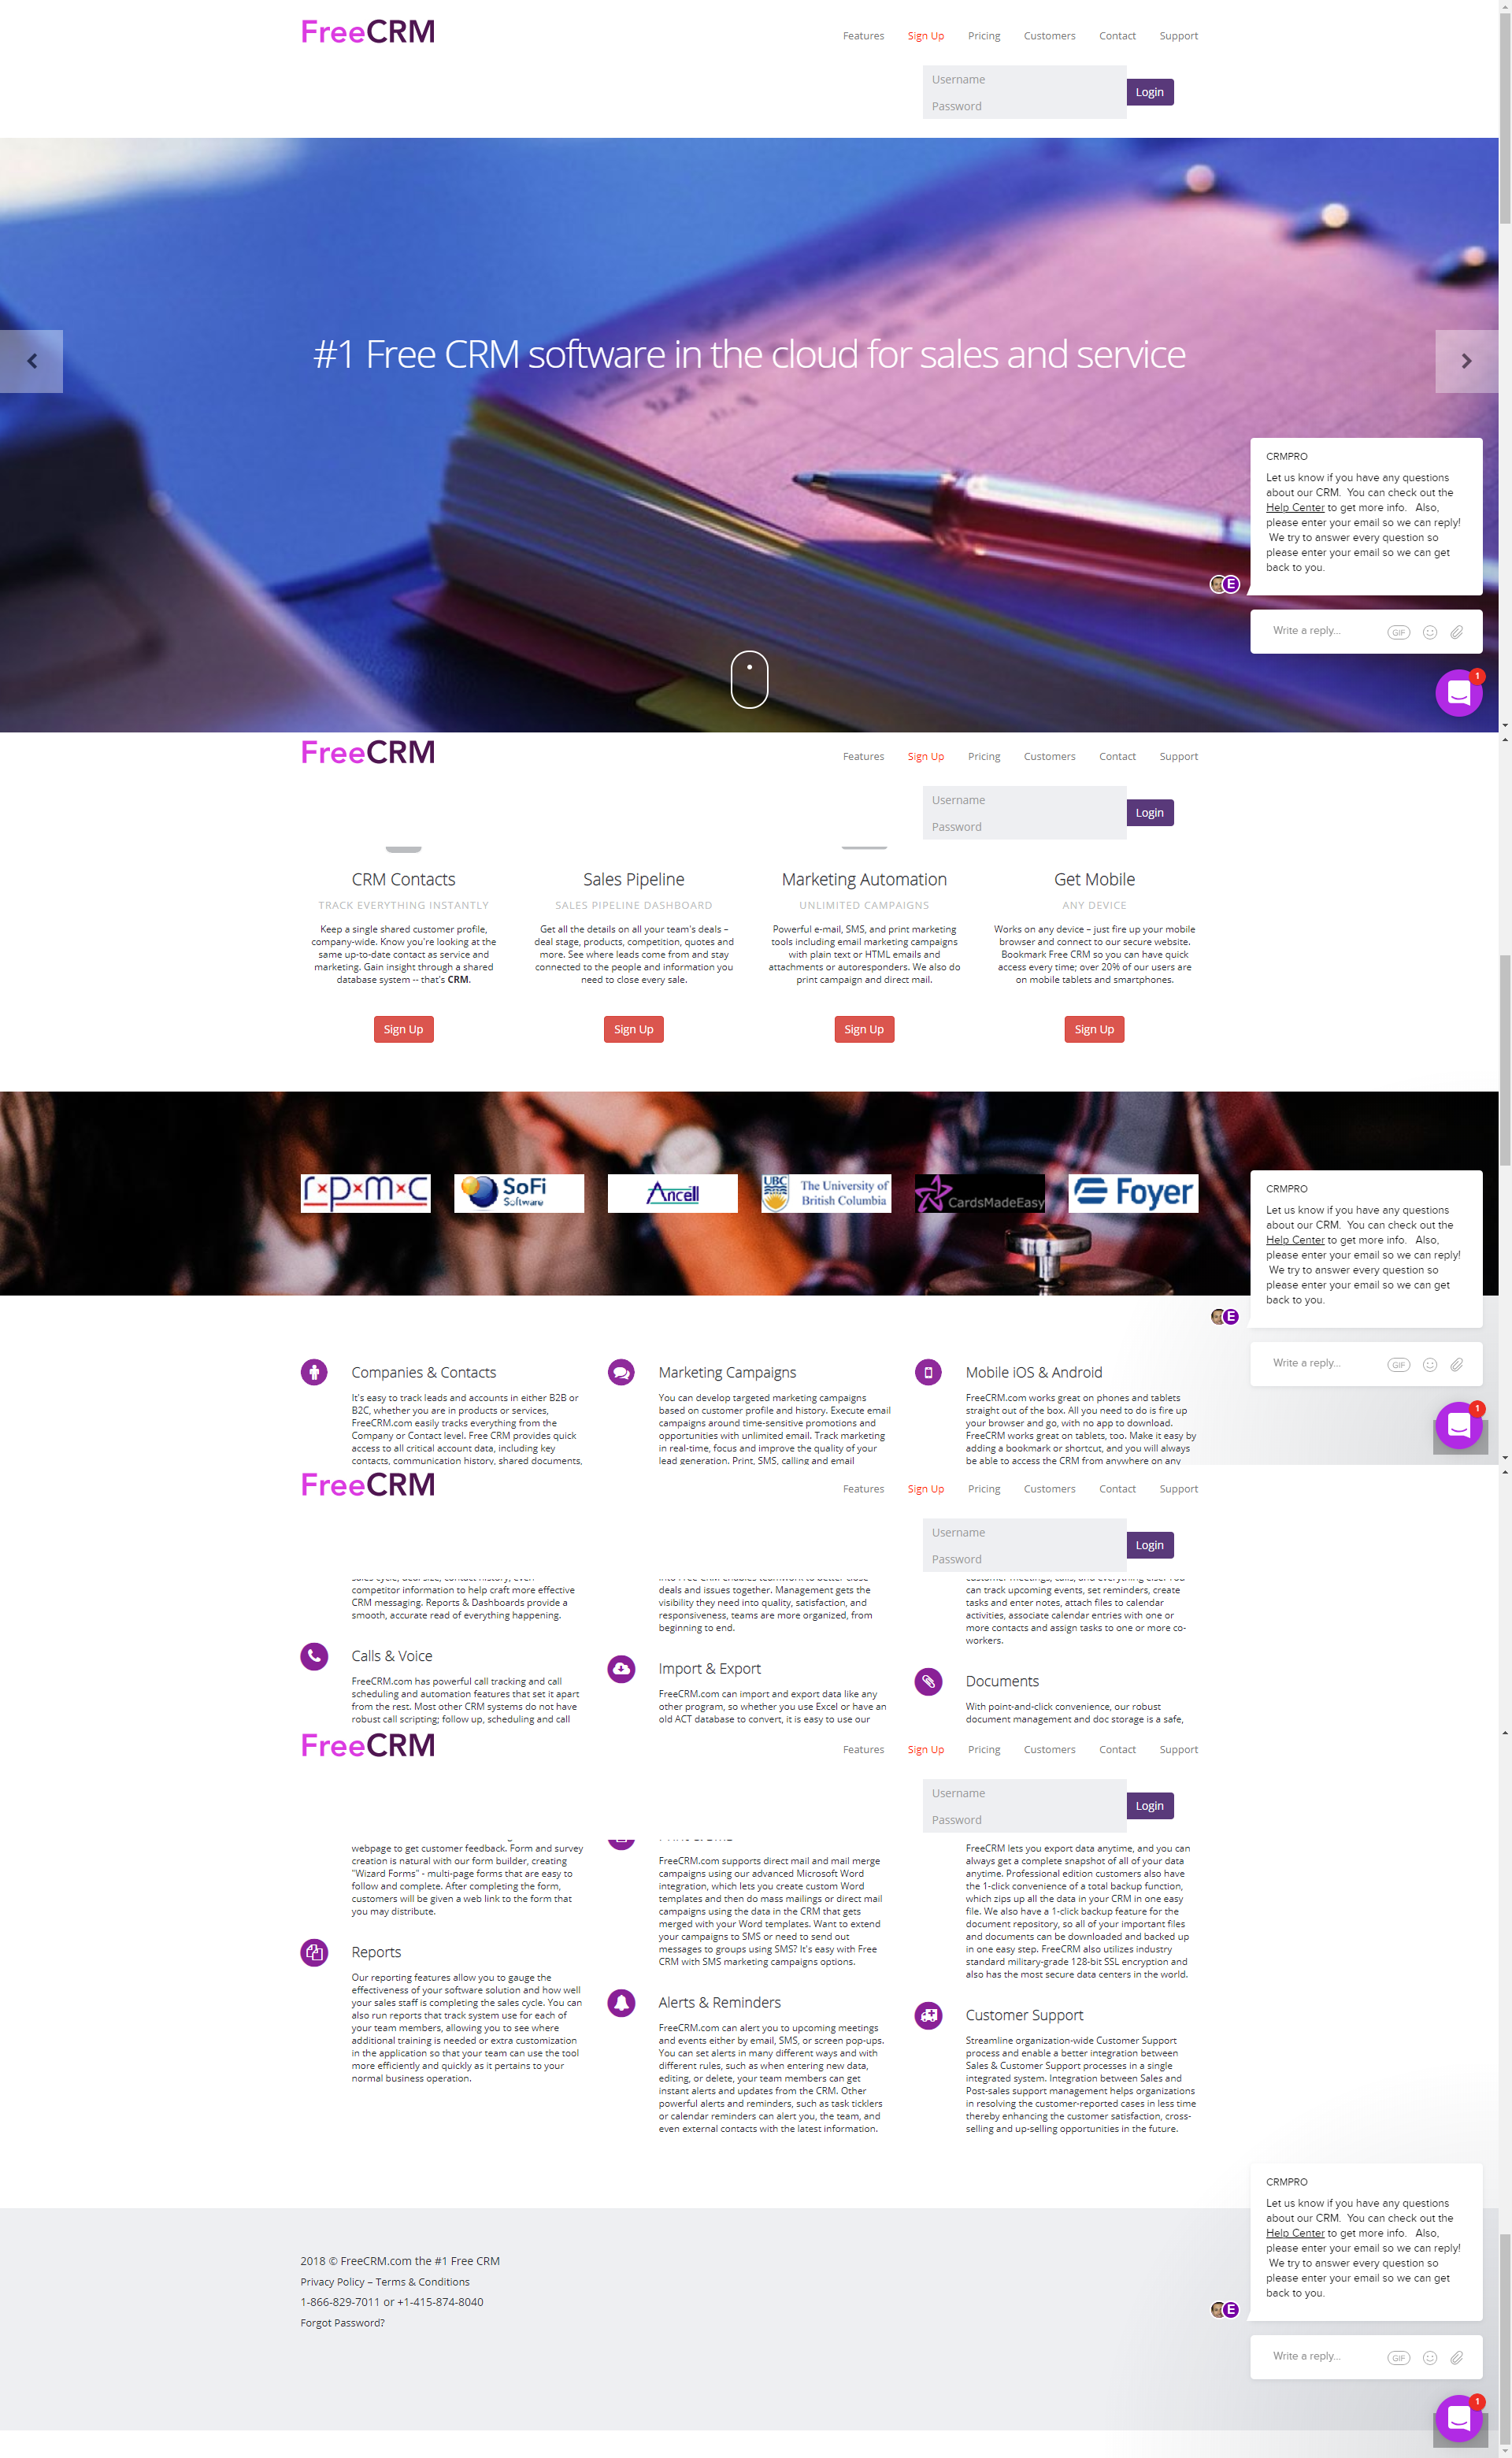 FreeCRM
Features Sign Up Pricing Customers Contact Support
Username
Login
Password
#1 Free CRM software in the cloud for sales and service
CRMPRO
Let us know if you have any questions
about our CRM. You can check out the
Help Center to get more info. Also,
please enter your email so we can reply!
We try to answer every question so
please enter your email so we can get
back to you.
E
Write a reply...
GIF
1
FreeCRM
Features Sign Up Pricing Customers Contact Support
Username
Login
Password
CRM Contacts
TRACK EVERYTHING INSTANTLY
Keep a single shared customer profile,
company-wide. Know you're looking at the
same up-to-date contact as service and
marketing. Gain insight through a shared
database system -- that's CRM.
Sign Up
Sales Pipeline
SALES PIPELINE DASHBOARD
Get all the details on all your team's deals –
deal stage, products, competition, quotes and
more. See where leads come from and stay
connected to the people and information you
need to close every sale.
Sign Up
Marketing Automation
UNLIMITED CAMPAIGNS
Powerful e-mail, SMS, and print marketing
tools including email marketing campaigns
with plain text or HTML emails and
attachments or autoresponders. We also do
print campaign and direct mail.
Sign Up
Get Mobile
ANY DEVICE
Works on any device – just fire up your mobile
browser and connect to our secure website.
Bookmark Free CRM so you can have quick
access every time; over 20% of our users are
on mobile tablets and smartphones.
Sign Up
r×p×m×c
SoFi
Software
Ancell
UBC
The University of
British Columbia
CardsMadeEasy
Foyer
CRMPRO
Let us know if you have any questions
about our CRM. You can check out the
Help Center to get more info. Also,
please enter your email so we can reply!
We try to answer every question so
please enter your email so we can get
back to you.
E
Write a reply...
GIF
1
Companies & Contacts
It's easy to track leads and accounts in either B2B or
B2C, whether you are in products or services,
FreeCRM.com easily tracks everything from the
Company or Contact level. Free CRM provides quick
access to all critical account data, including key
contacts, communication history, shared documents,
Marketing Campaigns
You can develop targeted marketing campaigns
based on customer profile and history. Execute email
campaigns around time-sensitive promotions and
opportunities with unlimited email. Track marketing
in real-time, focus and improve the quality of your
lead generation. Print, SMS, calling and email
Mobile iOS & Android
FreeCRM.com works great on phones and tablets
straight out of the box. All you need to do is fire up
your browser and go, with no app to download.
FreeCRM works great on tablets, too. Make it easy by
adding a bookmark or shortcut, and you will always
be able to access the CRM from anywhere on any
FreeCRM
Features Sign Up Pricing Customers Contact Support
Username
Login
Password
competitor information to help craft more effective
CRM messaging. Reports & Dashboards provide a
smooth, accurate read of everything happening.
Calls & Voice
FreeCRM.com has powerful call tracking and call
scheduling and automation features that set it apart
from the rest. Most other CRM systems do not have
robust call scripting; follow up, scheduling and call
deals and issues together. Management gets the
visibility they need into quality, satisfaction, and
responsiveness, teams are more organized, from
beginning to end.
Import & Export
FreeCRM.com can import and export data like any
other program, so whether you use Excel or have an
old ACT database to convert, it is easy to use our
can track upcoming events, set reminders, create
tasks and enter notes, attach files to calendar
activities, associate calendar entries with one or
more contacts and assign tasks to one or more co-
workers.
Documents
With point-and-click convenience, our robust
document management and doc storage is a safe,
FreeCRM
Features Sign Up Pricing Customers Contact Support
Username
Login
Password
webpage to get customer feedback. Form and survey
creation is natural with our form builder, creating
"Wizard Forms" - multi-page forms that are easy to
follow and complete. After completing the form,
customers will be given a web link to the form that
you may distribute.
Reports
Our reporting features allow you to gauge the
effectiveness of your software solution and how well
your sales staff is completing the sales cycle. You can
also run reports that track system use for each of
your team members, allowing you to see where
additional training is needed or extra customization
in the application so that your team can use the tool
more efficiently and quickly as it pertains to your
normal business operation.
FreeCRM.com supports direct mail and mail merge
campaigns using our advanced Microsoft Word
integration, which lets you create custom Word
templates and then do mass mailings or direct mail
campaigns using the data in the CRM that gets
merged with your Word templates. Want to extend
your campaigns to SMS or need to send out
messages to groups using SMS? It's easy with Free
CRM with SMS marketing campaigns options.
Alerts & Reminders
FreeCRM.com can alert you to upcoming meetings
and events either by email, SMS, or screen pop-ups.
You can set alerts in many different ways and with
different rules, such as when entering new data,
editing, or delete, your team members can get
instant alerts and updates from the CRM. Other
powerful alerts and reminders, such as task ticklers
or calendar reminders can alert you, the team, and
even external contacts with the latest information.
FreeCRM lets you export data anytime, and you can
always get a complete snapshot of all of your data
anytime. Professional edition customers also have
the 1-click convenience of a total backup function,
which zips up all the data in your CRM in one easy
file. We also have a 1-click backup feature for the
document repository, so all of your important files
and documents can be downloaded and backed up
in one easy step. FreeCRM also utilizes industry
standard military-grade 128-bit SSL encryption and
also has the most secure data centers in the world.
Customer Support
Streamline organization-wide Customer Support
process and enable a better integration between
Sales & Customer Support processes in a single
integrated system. Integration between Sales and
Post-sales support management helps organizations
in resolving the customer-reported cases in less time
thereby enhancing the customer satisfaction, cross-
selling and up-selling opportunities in the future.
CRMPRO
Let us know if you have any questions
about our CRM. You can check out the
Help Center to get more info. Also,
please enter your email so we can reply!
We try to answer every question so
please enter your email so we can get
back to you.
E
Write a reply...
GIF
1
2018 © FreeCRM.com the #1 Free CRM
Privacy Policy – Terms & Conditions
1-866-829-7011 or +1-415-874-8040
Forgot Password?